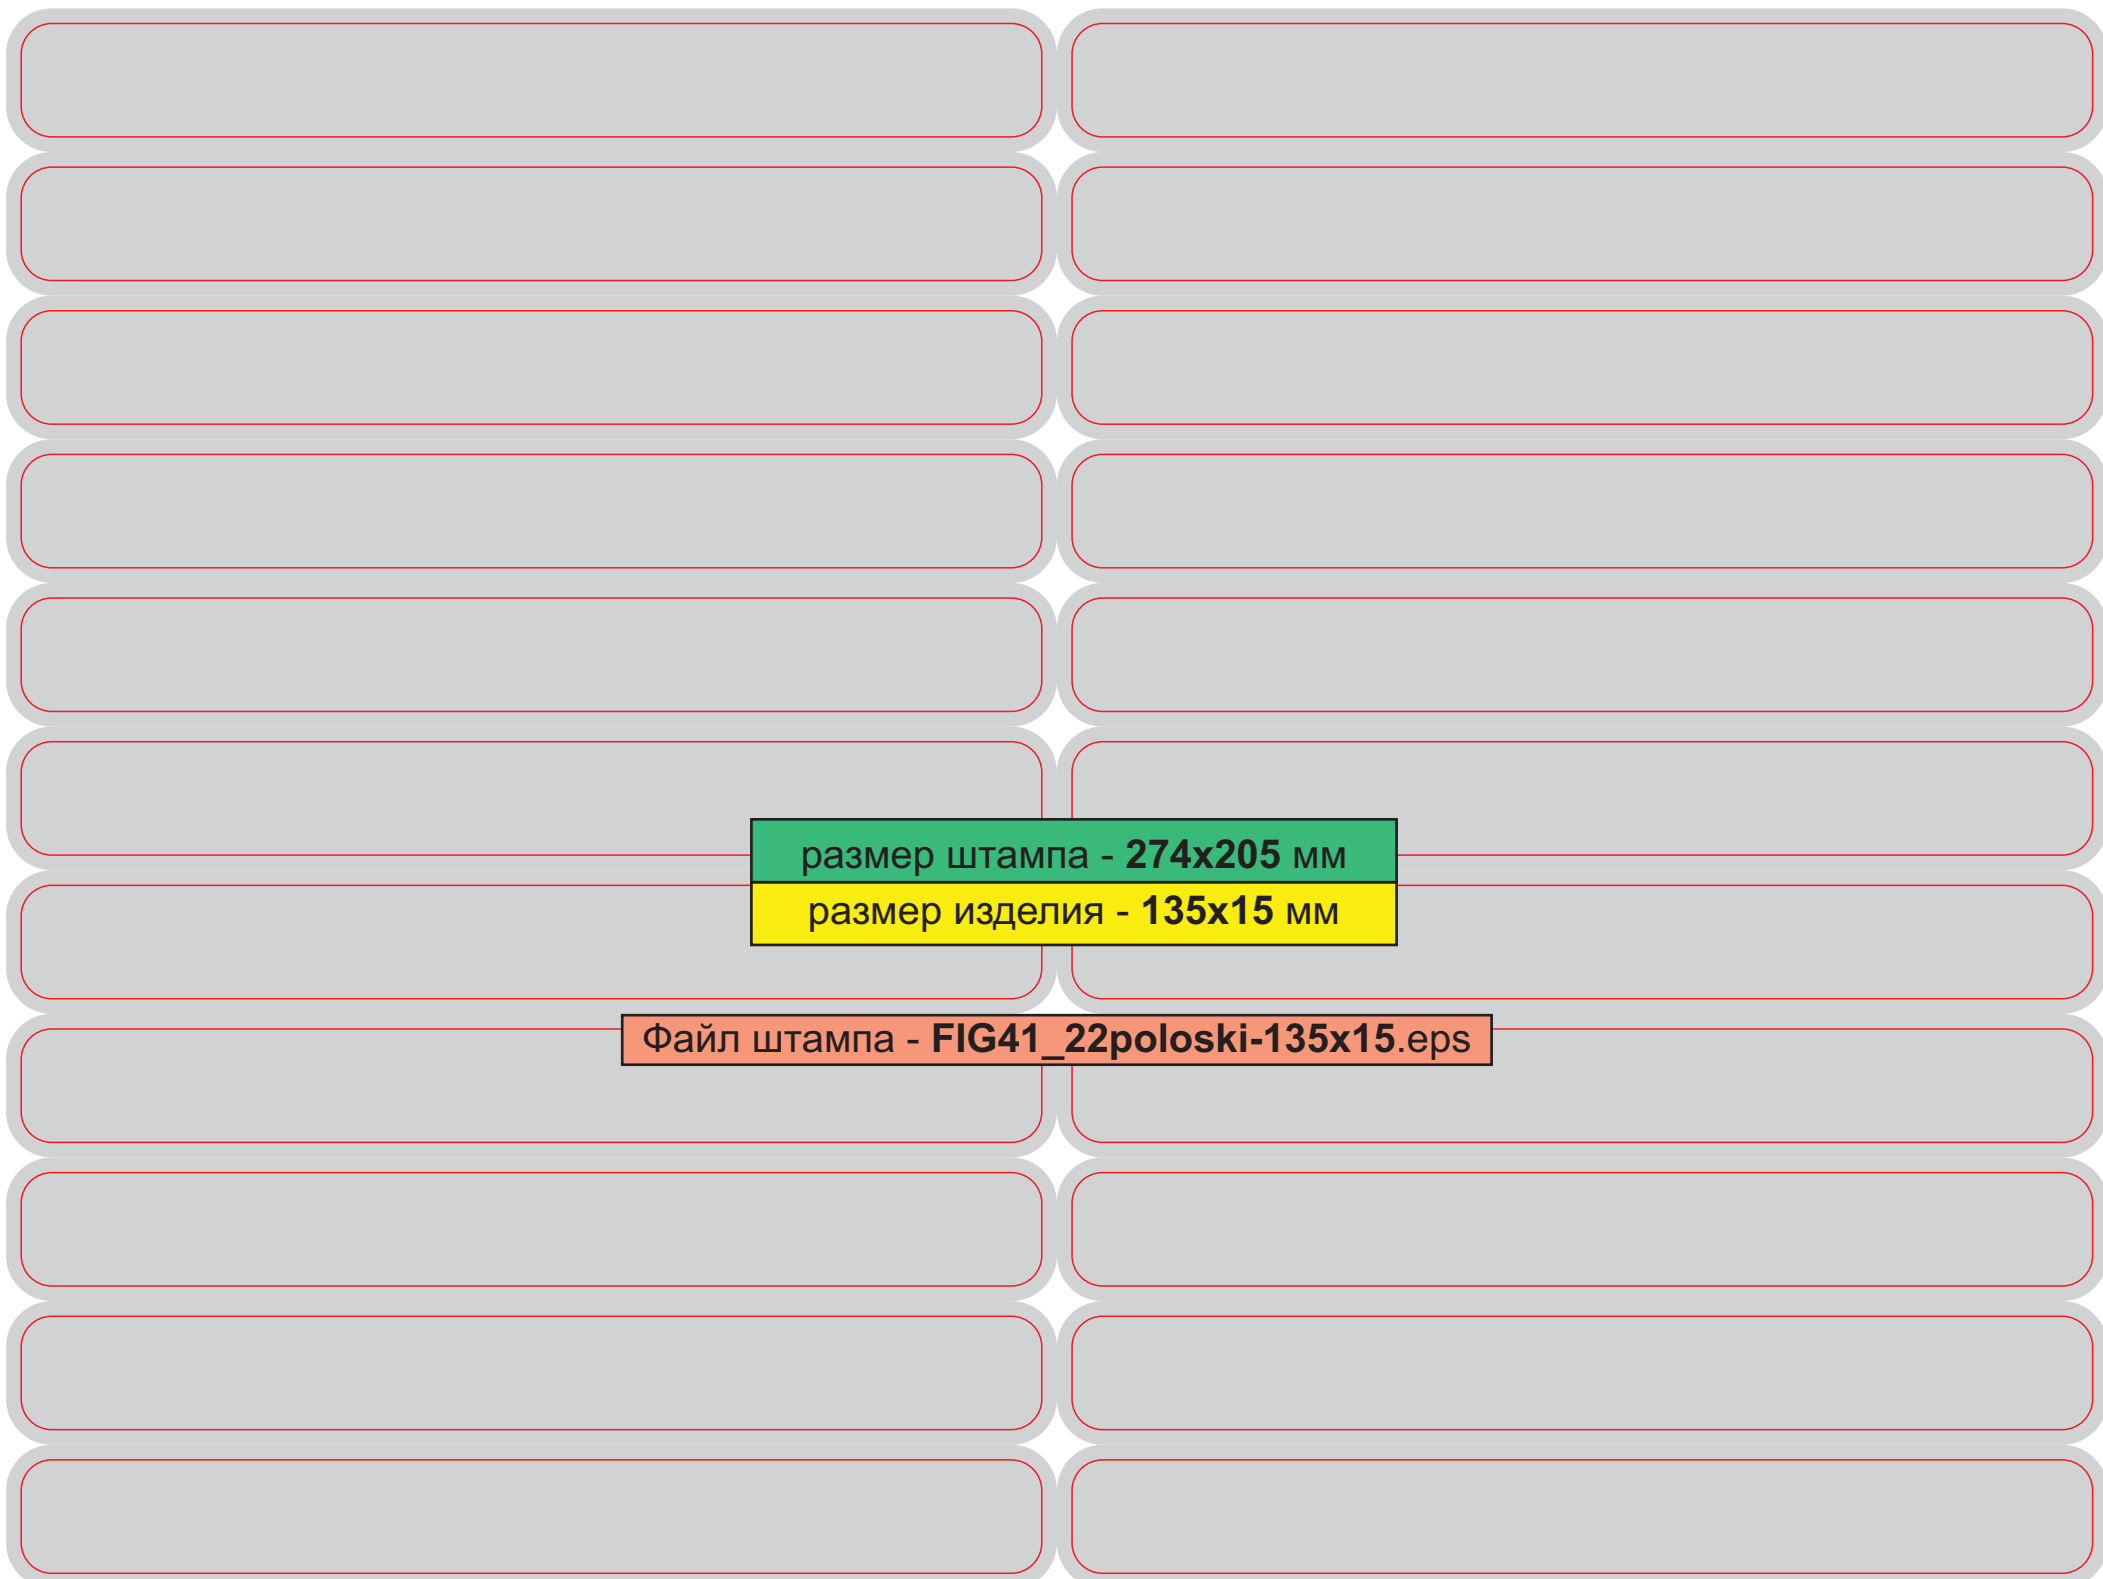 размер штампа - 274x205 мм
размер изделия - 135x15 мм
Файл штампа - FIG41_22poloski-135x15.eps